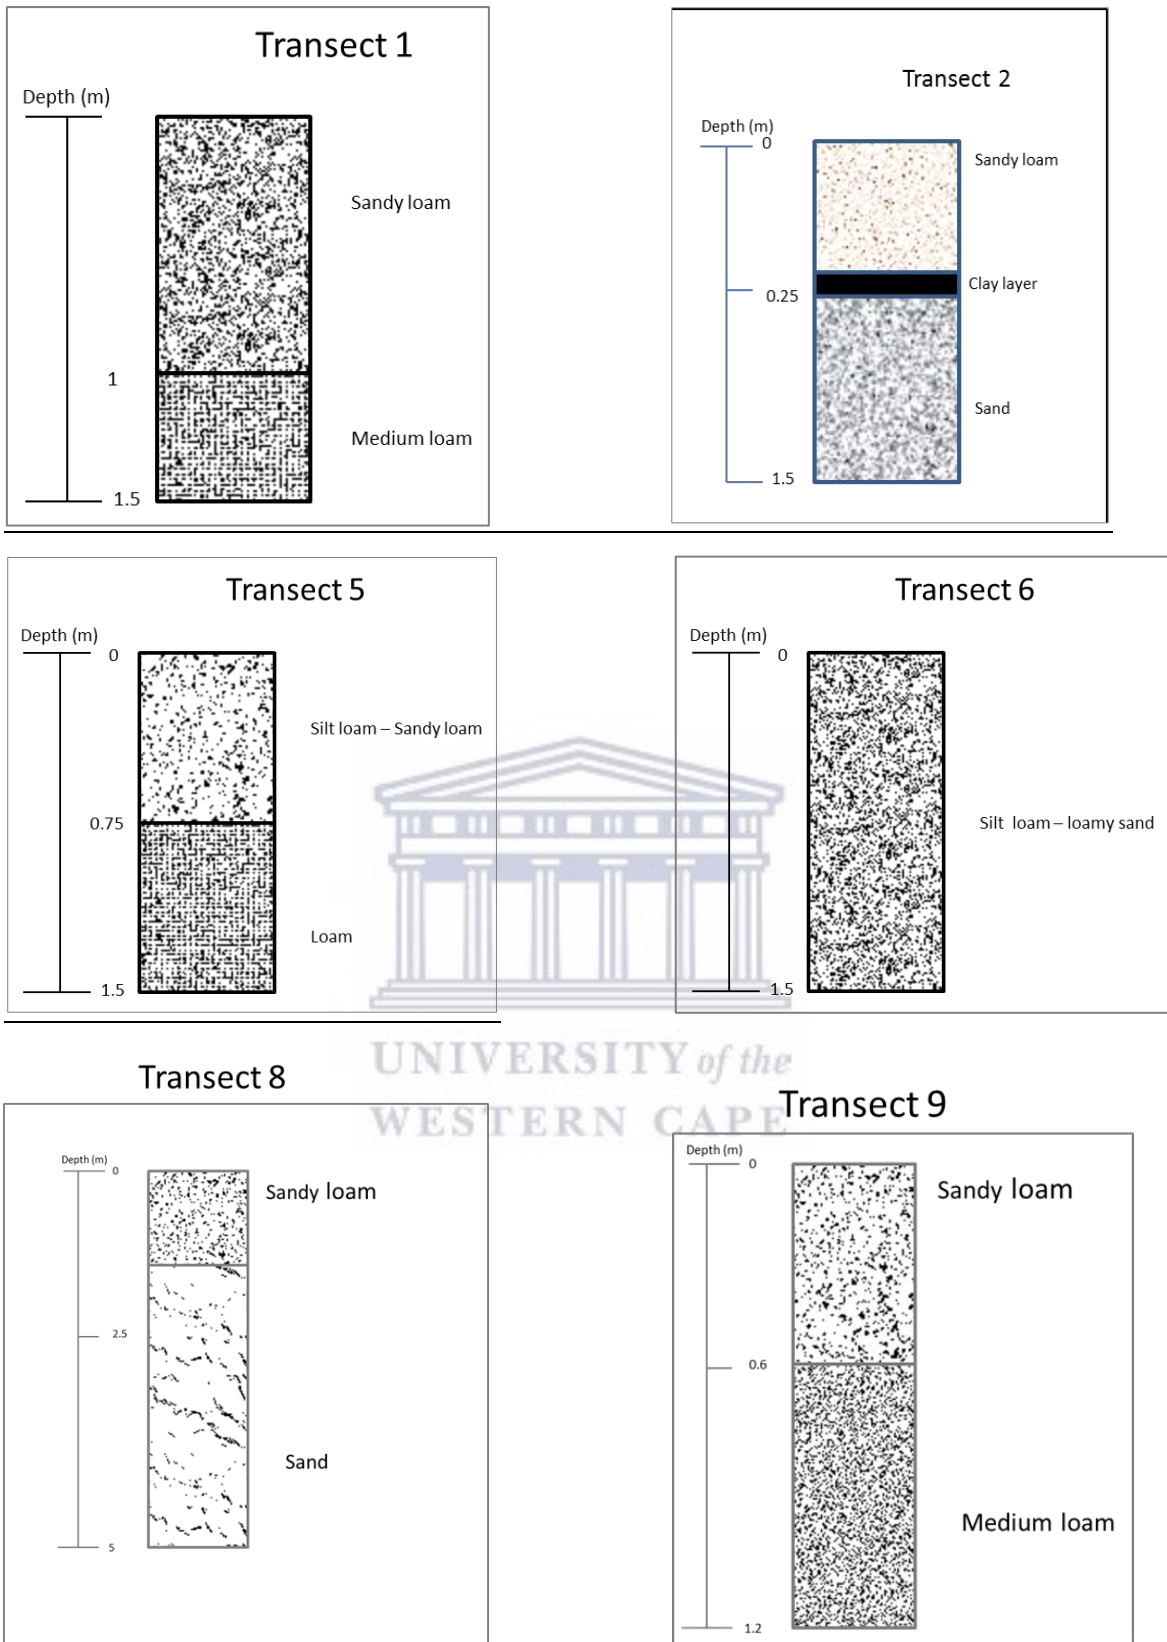 Transect 1
Depth (m)
Sandy loam
1
Medium loam
1.5
Transect 2
Depth (m)
0
Sandy loam
Clay layer
0.25
Sand
1.5
Transect 5
Depth (m)
0
Silt loam – Sandy loam
0.75
Loam
1.5
Transect 6
Depth (m)
0
Silt loam – loamy sand
1.5
UNIVERSITY of the
WESTERN CAPE
Transect 8
Depth (m)
0
Sandy loam
2.5
Sand
5
Transect 9
Depth (m)
0
Sandy loam
0.6
Medium loam
1.2